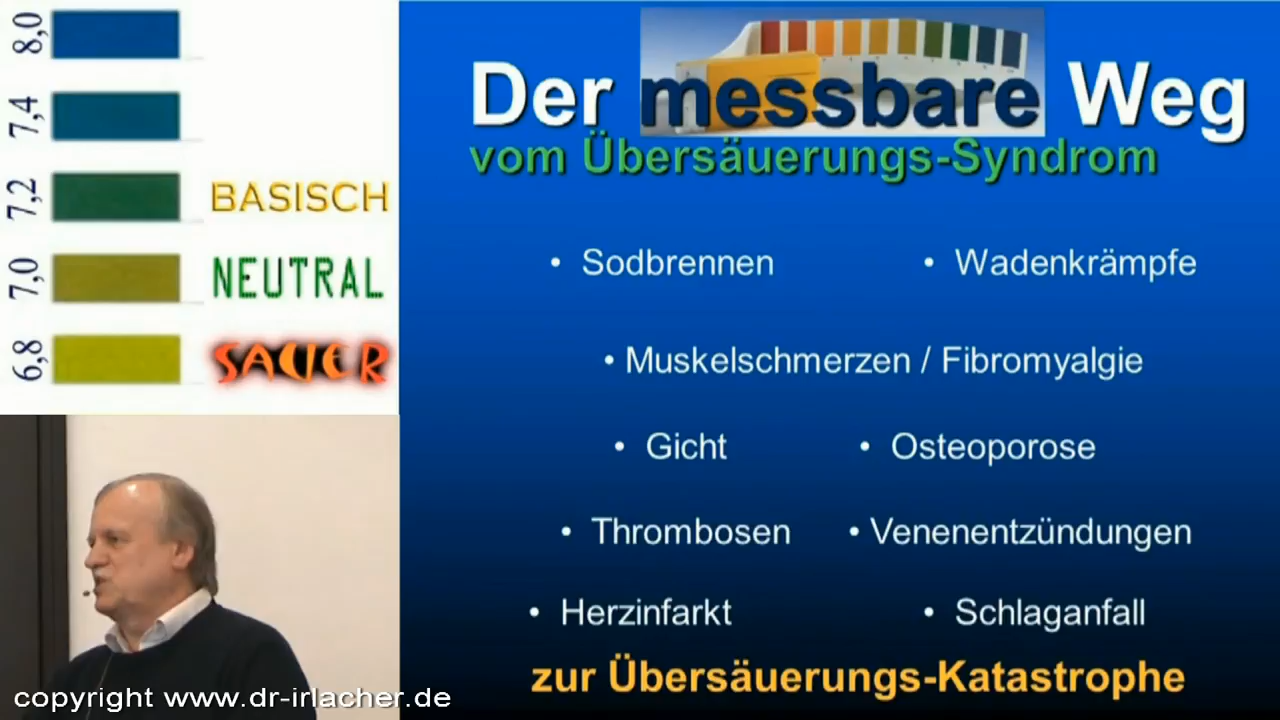 8,0
7,4
7,2 BASISCH
7,0 NEUTRAL
6,8 SAUER
Der messbare Weg
vom Übersäuerungs-Syndrom
• Sodbrennen • Wadenkrämpfe
• Muskelschmerzen / Fibromyalgie
• Gicht • Osteoporose
• Thrombosen • Venenentzündungen
• Herzinfarkt • Schlaganfall
zur Übersäuerungs-Katastrophe
copyright www.dr-irlacher.de